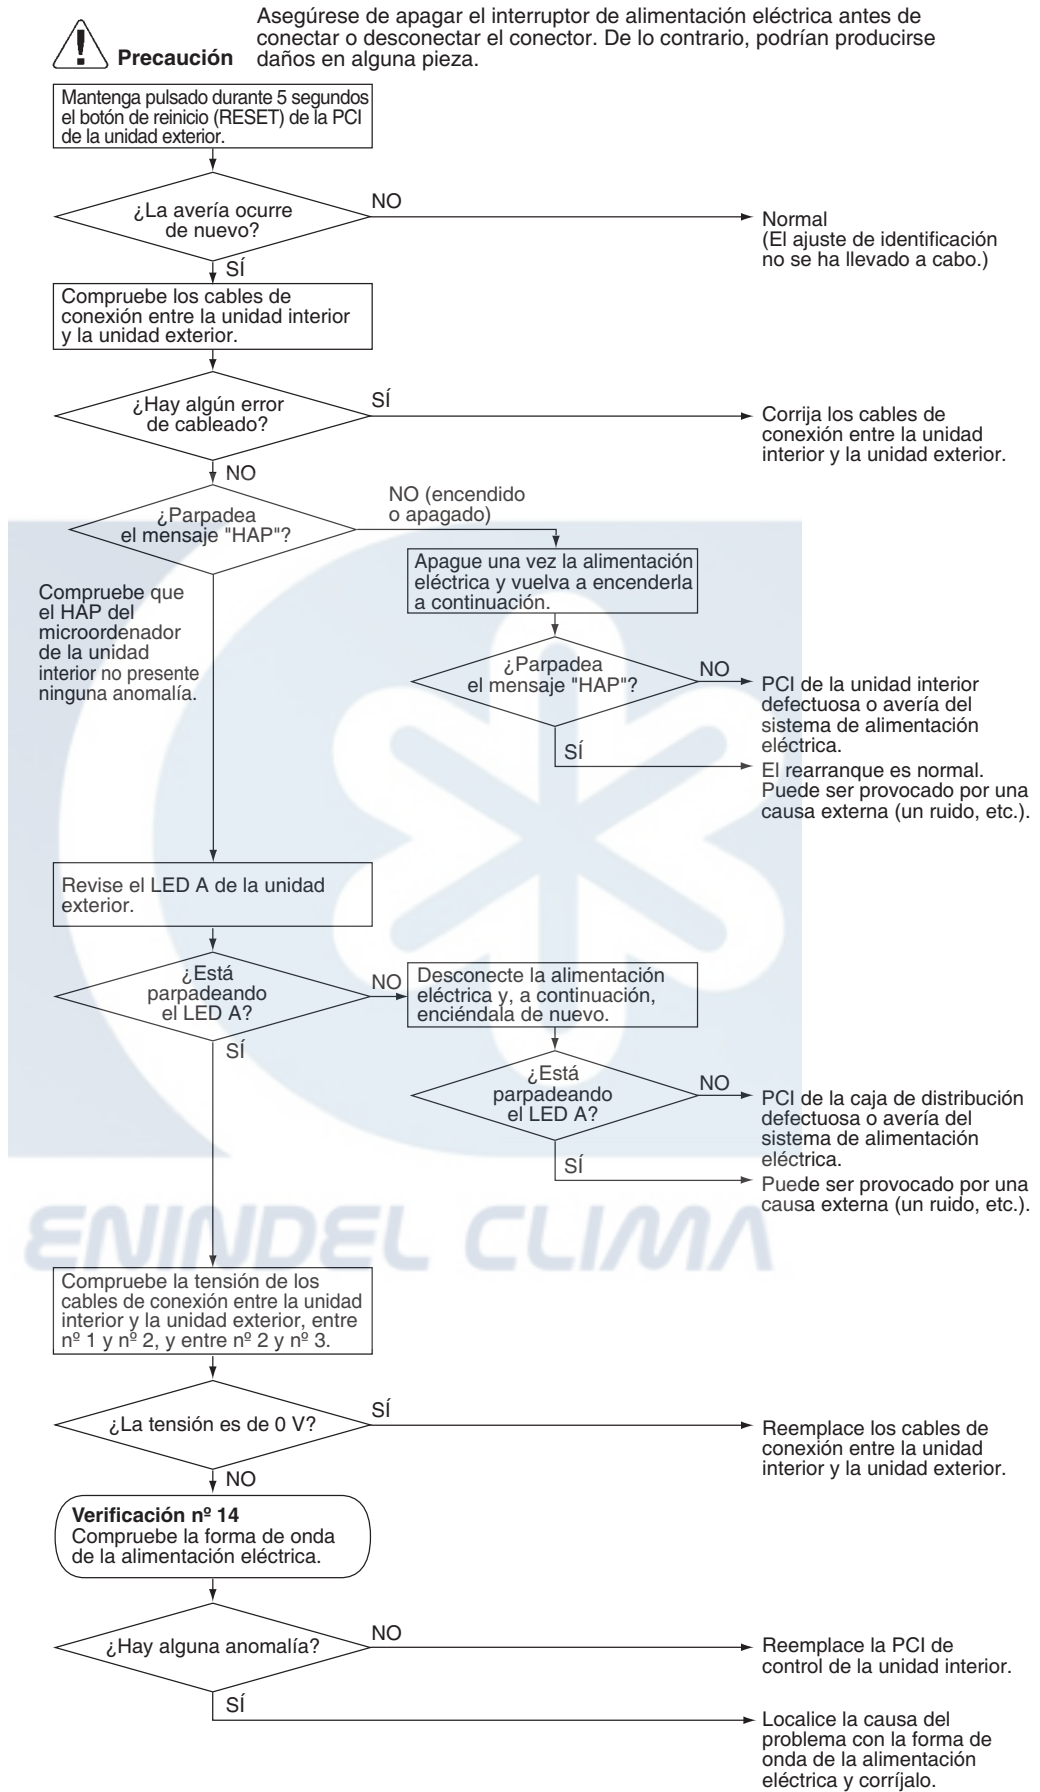 Precaución
Asegúrese de apagar el interruptor de alimentación eléctrica antes de
conectar o desconectar el conector. De lo contrario, podrían producirse
daños en alguna pieza.
Mantenga pulsado durante 5 segundos
el botón de reinicio (RESET) de la PCI
de la unidad exterior.
¿La avería ocurre
de nuevo?
NO
Normal
(El ajuste de identificación
no se ha llevado a cabo.)
SÍ
Compruebe los cables de
conexión entre la unidad interior
y la unidad exterior.
¿Hay algún error
de cableado?
SÍ
Corrija los cables de
conexión entre la unidad
interior y la unidad exterior.
NO
¿Parpadea
el mensaje "HAP"?
NO (encendido
o apagado)
Apague una vez la alimentación
eléctrica y vuelva a encenderla
a continuación.
Compruebe que
el HAP del
microordenador
de la unidad
interior no presente
ninguna anomalía.
¿Parpadea
el mensaje "HAP"?
NO
PCI de la unidad interior
defectuosa o avería del
sistema de alimentación
eléctrica.
SÍ
El rearranque es normal.
Puede ser provocado por una
causa externa (un ruido, etc.).
Revise el LED A de la unidad
exterior.
¿Está
parpadeando
el LED A?
NO
Desconecte la alimentación
eléctrica y, a continuación,
enciéndala de nuevo.
SÍ
¿Está
parpadeando
el LED A?
NO
PCI de la caja de distribución
defectuosa o avería del
sistema de alimentación
eléctrica.
SÍ
Puede ser provocado por una
causa externa (un ruido, etc.).
ENINDEL CLIMA
Compruebe la tensión de los
cables de conexión entre la unidad
interior y la unidad exterior, entre
nº 1 y nº 2, y entre nº 2 y nº 3.
¿La tensión es de 0 V?
SÍ
Reemplace los cables de
conexión entre la unidad
interior y la unidad exterior.
NO
Verificación nº 14
Compruebe la forma de onda
de la alimentación eléctrica.
¿Hay alguna anomalía?
NO
Reemplace la PCI de
control de la unidad interior.
SÍ
Localice la causa del
problema con la forma de
onda de la alimentación
eléctrica y corríjalo.